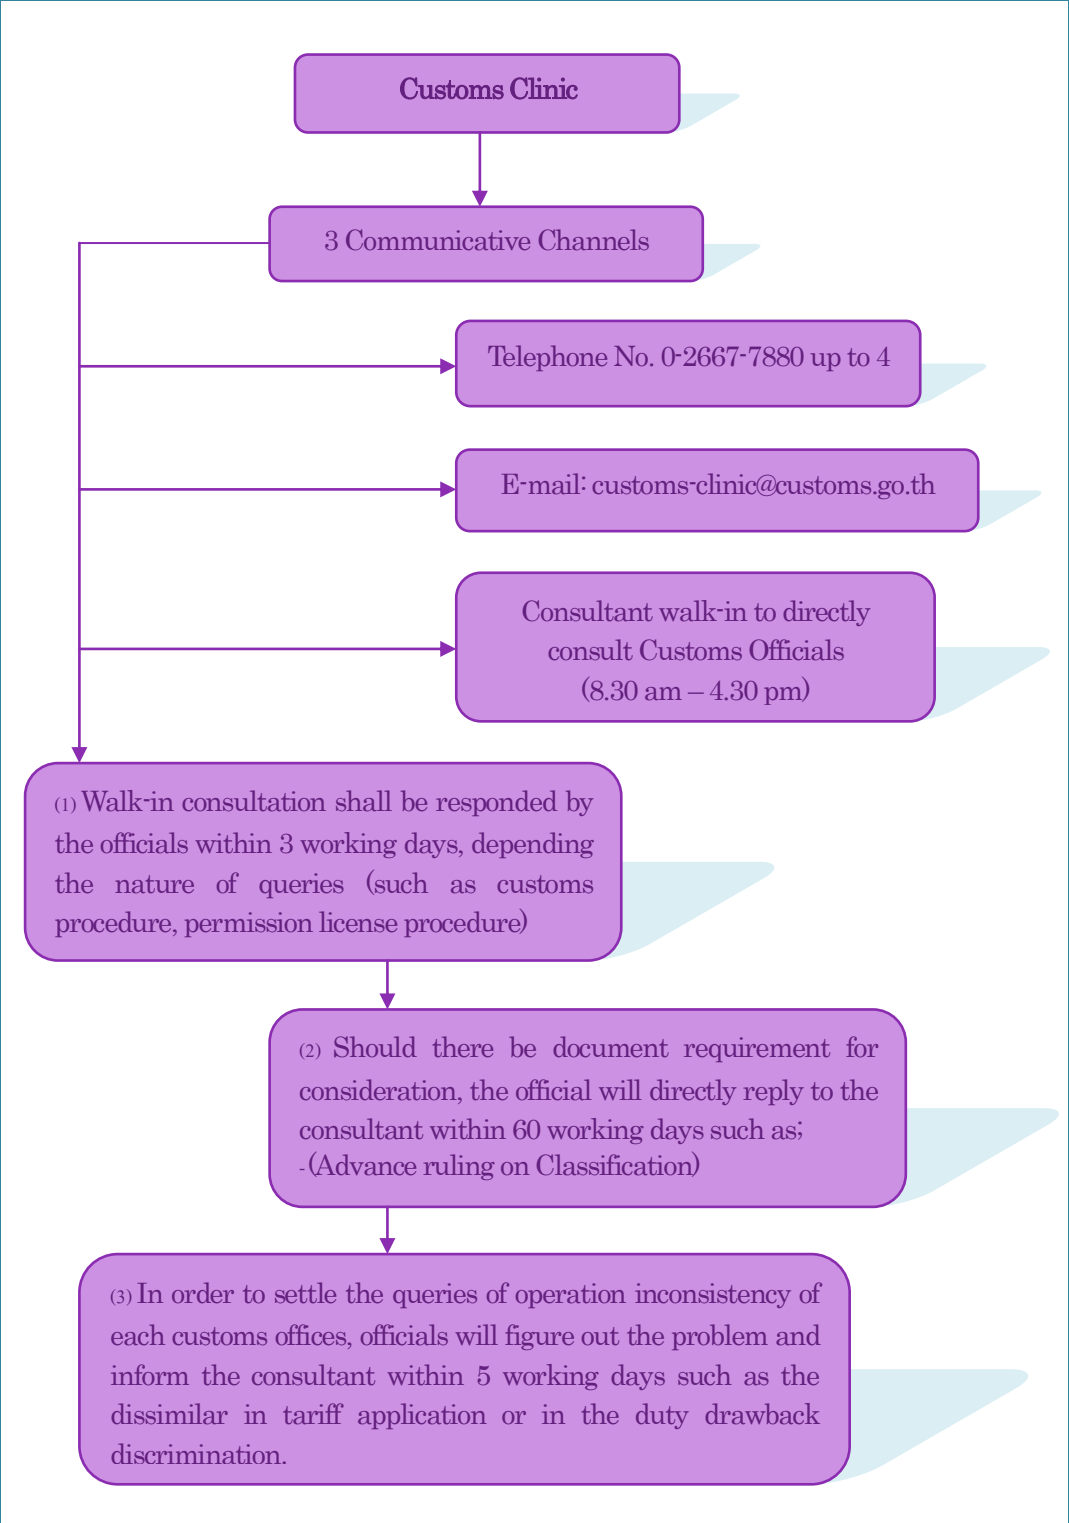 Customs Clinic
3 Communicative Channels
Telephone No. 0-2667-7880 up to 4
E-mail: customs-clinic@customs.go.th
Consultant walk-in to directly
consult Customs Officials
(8.30 am – 4.30 pm)
(1) Walk-in consultation shall be responded by
the officials within 3 working days, depending
the nature of queries (such as customs
procedure, permission license procedure)
(2) Should there be document requirement for
consideration, the official will directly reply to the
consultant within 60 working days such as;
- (Advance ruling on Classification)
(3) In order to settle the queries of operation inconsistency of
each customs offices, officials will figure out the problem and
inform the consultant within 5 working days such as the
dissimilar in tariff application or in the duty drawback
discrimination.